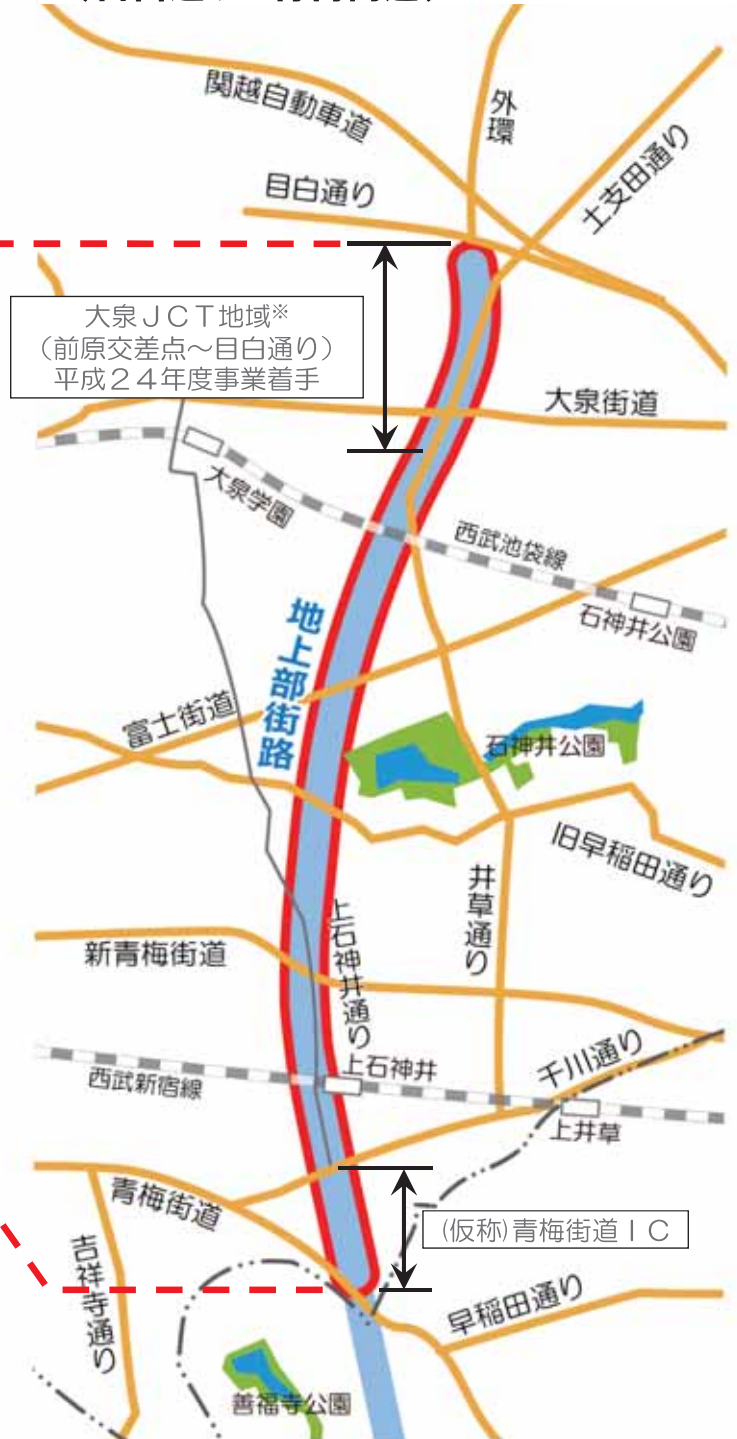 関越自動車道
外環
土支田通り
目白通り
大泉JCT地域※
（前原交差点～目白通り）
平成24年度事業着手
大泉街道
大泉学園
西武池袋線
石神井公園
地上部街路
富士街道
石神井公園
旧早稲田通り
井草通り
上石神井通り
新青梅街道
上石神井
千川通り
西武新宿線
上井草
青梅街道
(仮称)青梅街道IC
吉祥寺通り
早稲田通り
善福寺公園